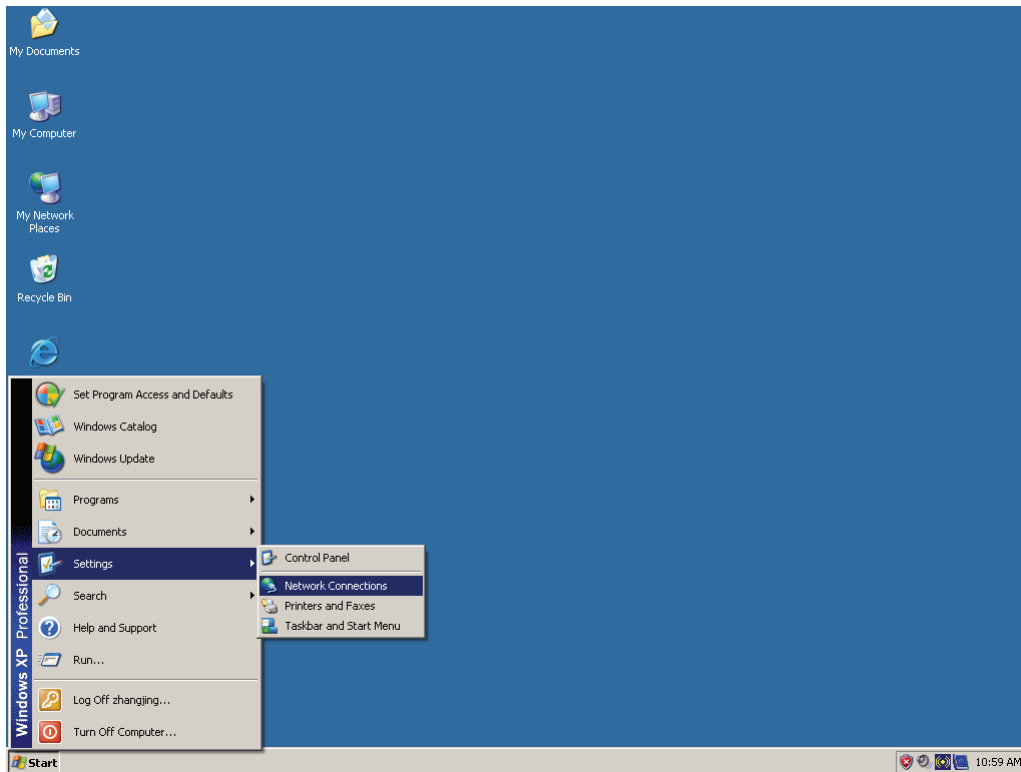 My Documents
My Computer
My Network
Places
Recycle Bin
Set Program Access and Defaults
Windows Catalog
Windows Update
Programs
Documents
Settings
Search
Help and Support
Run...
Log Off zhangjing...
Turn Off Computer...
Windows XP Professional
Control Panel
Network Connections
Printers and Faxes
Taskbar and Start Menu
Start
10:59 AM